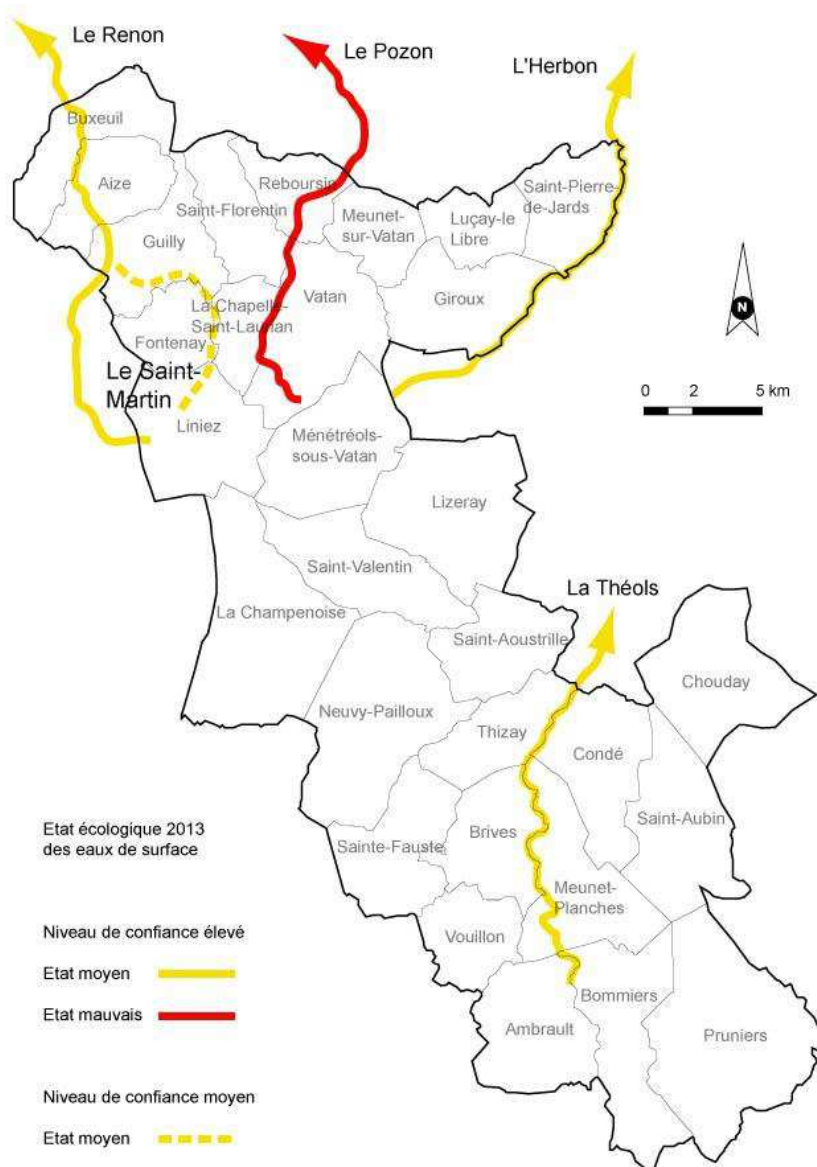 Le Renon
Le Pozon
L'Herbon
Buxeuil
Aize
Reboursin
Saint-Pierre-
de-Jards
Saint-Florentin
Meunet-
sur-Vatan
Luçay-le
Libre
Guilly
Giroux
Vatan
La Chapelle-
Saint-Laurian
N
Fontenay
Le Saint-
Martin
0 2 5 km
Liniez
Ménétréols-
sous-Vatan
Lizeray
Saint-Valentin
La Théols
La Champenoise
Saint-Aoustrille
Chouday
Neuvy-Pailloux
Thizay
Condé
Saint-Aubin
Etat écologique 2013
des eaux de surface
Brives
Sainte-Fauste
Meunet-
Planches
Niveau de confiance élevé
Vouillon
Etat moyen
Bommiers
Etat mauvais
Ambrault
Pruniers
Niveau de confiance moyen
Etat moyen